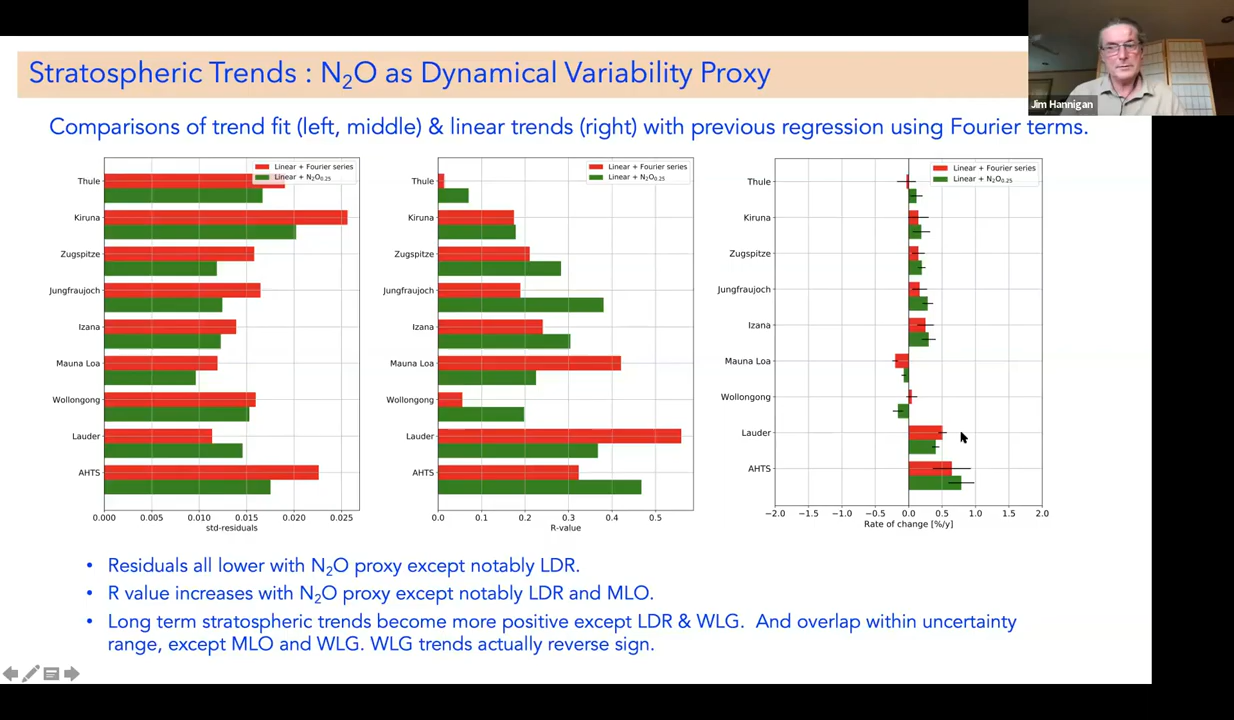 Stratospheric Trends : N₂O as Dynamical Variability Proxy
Jim Hannigan
Comparisons of trend fit (left, middle) & linear trends (right) with previous regression using Fourier terms.
Linear + Fourier series
Linear + N₂O₀.₂₅
Thule
Kiruna
Zugspitze
Jungfraujoch
Izana
Mauna Loa
Wollongong
Lauder
AHTS
0.000 0.005 0.010 0.015 0.020 0.025
std-residuals
Linear + Fourier series
Linear + N₂O₀.₂₅
Thule
Kiruna
Zugspitze
Jungfraujoch
Izana
Mauna Loa
Wollongong
Lauder
AHTS
0.0 0.1 0.2 0.3 0.4 0.5
R-value
Linear + Fourier series
Linear + N₂O₀.₂₅
Thule
Kiruna
Zugspitze
Jungfraujoch
Izana
Mauna Loa
Wollongong
Lauder
AHTS
−2.0 −1.5 −1.0 −0.5 0.0 0.5 1.0 1.5 2.0
Rate of change [%/y]
• Residuals all lower with N₂O proxy except notably LDR.
• R value increases with N₂O proxy except notably LDR and MLO.
• Long term stratospheric trends become more positive except LDR & WLG. And overlap within uncertainty
range, except MLO and WLG. WLG trends actually reverse sign.